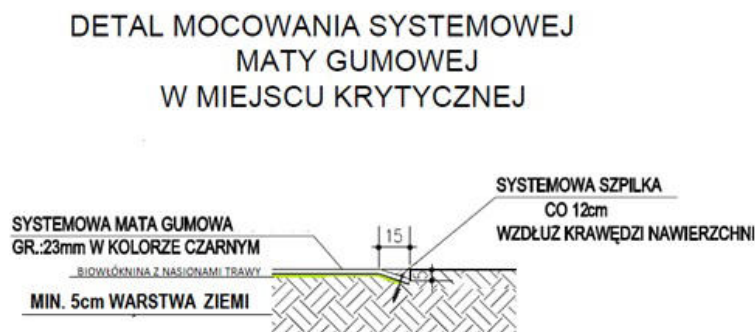 DETAL MOCOWANIA SYSTEMOWEJ
MATY GUMOWEJ
W MIEJSCU KRYTYCZNEJ
SYSTEMOWA SZPILKA
CO 12cm
WZDŁUŻ KRAWĘDZI NAWIERZCHNI
SYSTEMOWA MATA GUMOWA
GR.:23mm W KOLORZE CZARNYM
15
BIOWŁÓKNINA Z NASIONAMI TRAWY
5
MIN. 5cm WARSTWA ZIEMI